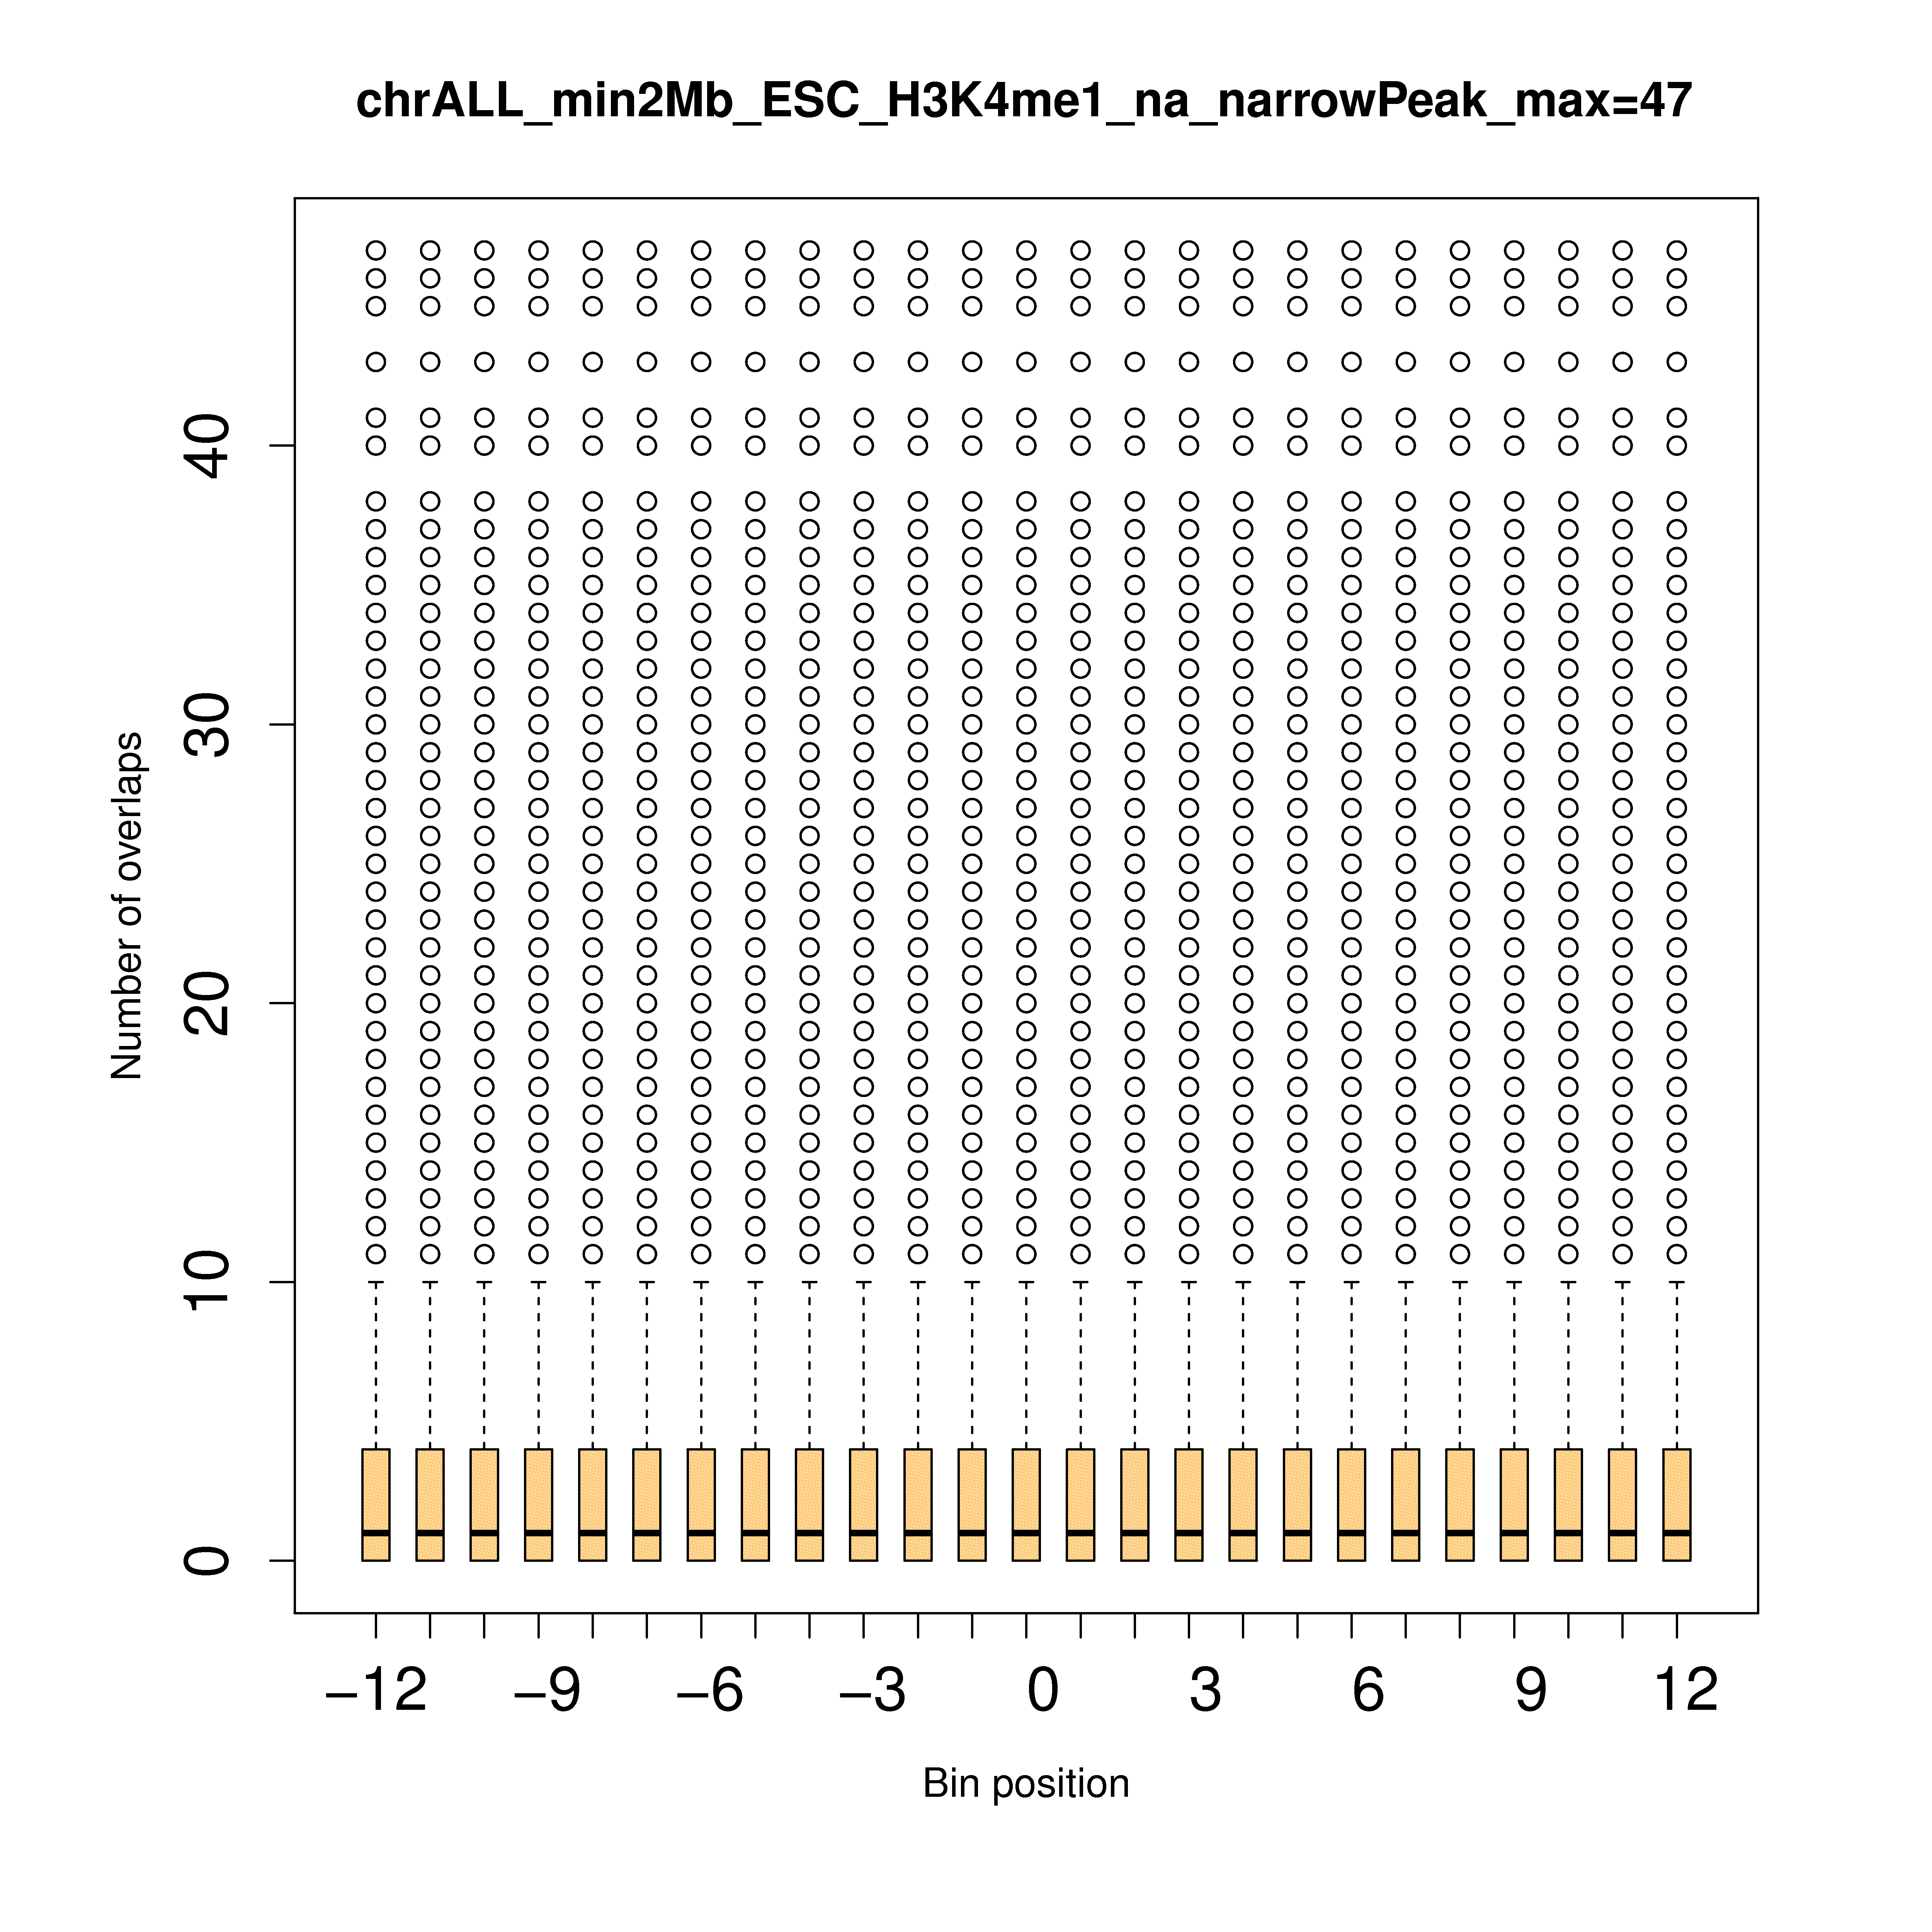 chrALL_min2Mb_ESC_H3K4me1_na_narrowPeak_max=47
Number of overlaps
40
30
20
10
0
−12 −9 −6 −3 0 3 6 9 12
Bin position